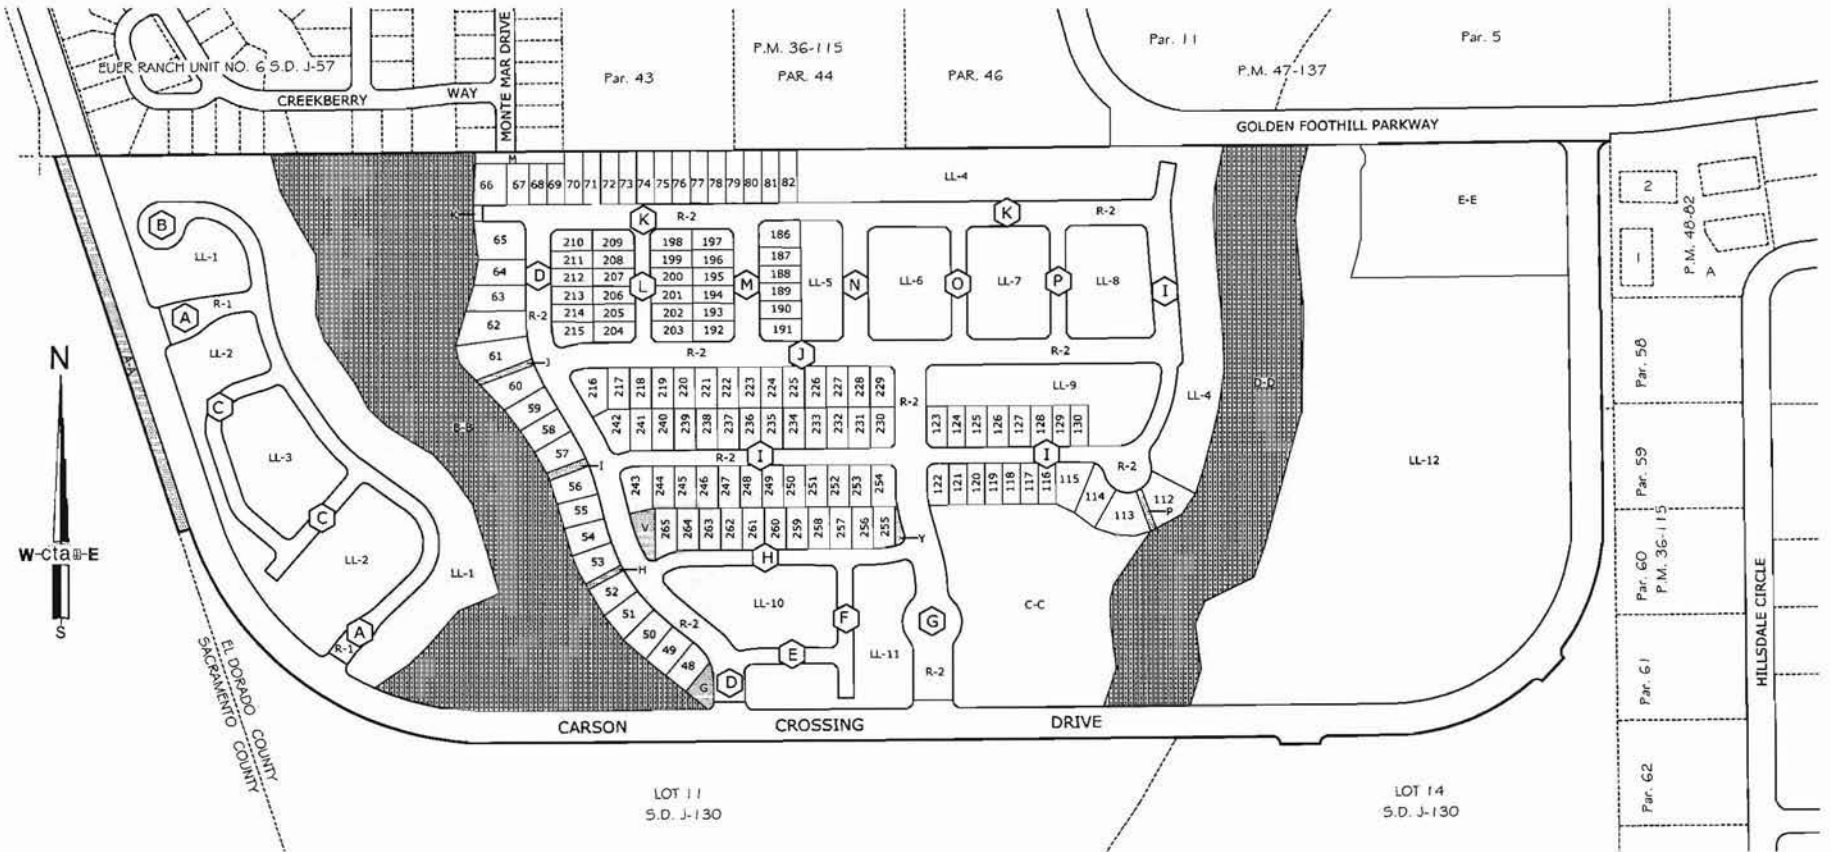 EUER RANCH UNIT NO. 6 S.D. J-57
CREEKBERRY WAY
MONTE MAR DRIVE
Par. 43
P.M. 36-115
PAR. 44
PAR. 46
Par. 11
P.M. 47-137
Par. 5
GOLDEN FOOTHILL PARKWAY
M
66 67 68 69 70 71 72 73 74 75 76 77 78 79 80 81 82
LL-4
E-E
2
1
P.M. 48-82
A
K
R-2
K
K
R-2
B
LL-1
R-1
A
LL-2
C
LL-3
C
LL-2
LL-1
A
R-1
A-A
B-B
65
64
63
62
61
J
60
59
58
57
I
56
55
54
53
H
52
51
50
49
48
G
D
R-2
210 209
211 208
212 207
213 206
214 205
215 204
L
198 197
199 196
200 195
201 194
202 193
203 192
M
186
187
188
189
190
191
LL-5
N
LL-6
O
LL-7
P
LL-8
I
R-2
J
R-2
216 217 218 219 220 221 222 223 224 225 226 227 228 229
242 241 240 239 238 237 236 235 234 233 232 231 230
R-2
LL-9
123 124 125 126 127 128 129 130
LL-4
D-D
R-2
I
I
R-2
243 244 245 246 247 248 249 250 251 252 253 254
122 121 120 119 118 117 116 115 114 113 112
P
V
265 264 263 262 261 260 259 258 257 256 255
Y
H
LL-10
F
G
C-C
R-2
E
LL-11
D
R-2
LL-12
Par. 58
Par. 59
Par. 60
P.M. 36-115
Par. 61
Par. 62
HILLSDALE CIRCLE
N
W-cta-E
S
EL DORADO COUNTY
SACRAMENTO COUNTY
CARSON CROSSING DRIVE
LOT 11
S.D. J-130
LOT 14
S.D. J-130